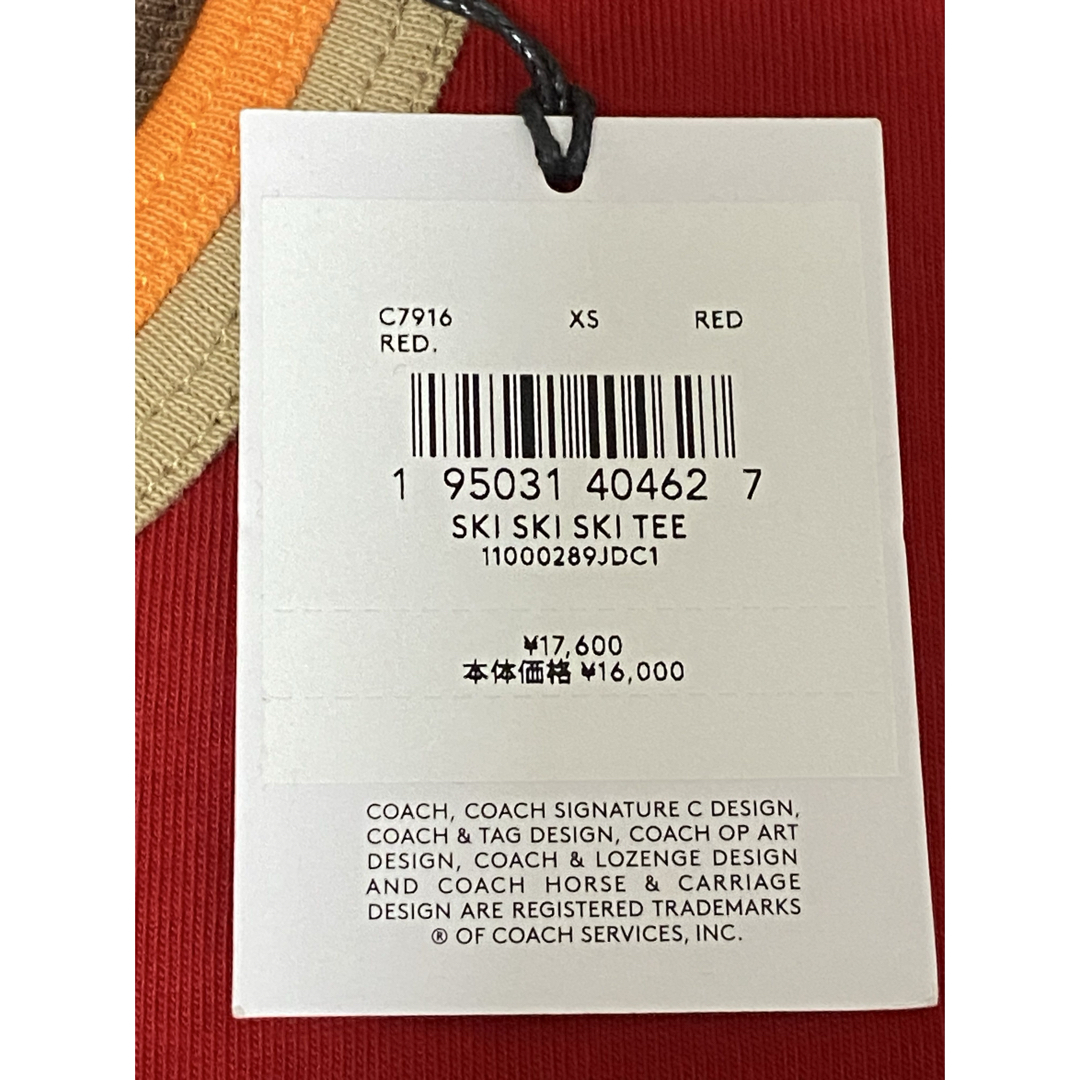 C7916 XS RED
RED.
1 95031 40462 7
SKI SKI SKI TEE
11000289JDC1
¥17,600
本体価格 ¥16,000
COACH, COACH SIGNATURE C DESIGN,
COACH & TAG DESIGN, COACH OP ART
DESIGN, COACH & LOZENGE DESIGN
AND COACH HORSE & CARRIAGE
DESIGN ARE REGISTERED TRADEMARKS
® OF COACH SERVICES, INC.